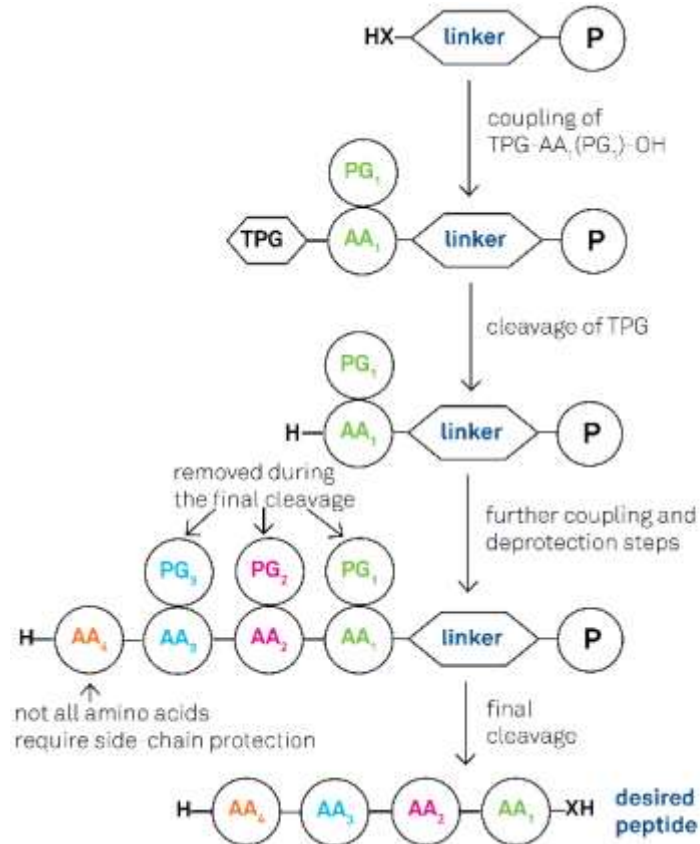 HX
linker
P
coupling of
TPG-AA₁(PG₁)-OH
PG₁
TPG
AA₁
linker
P
cleavage of TPG
PG₁
H
AA₁
linker
P
removed during
the final cleavage
further coupling and
deprotection steps
PG₃
PG₂
PG₁
H
AA₄
AA₃
AA₂
AA₁
linker
P
not all amino acids
require side-chain protection
final
cleavage
H
AA₄
AA₃
AA₂
AA₁
XH
desired
peptide